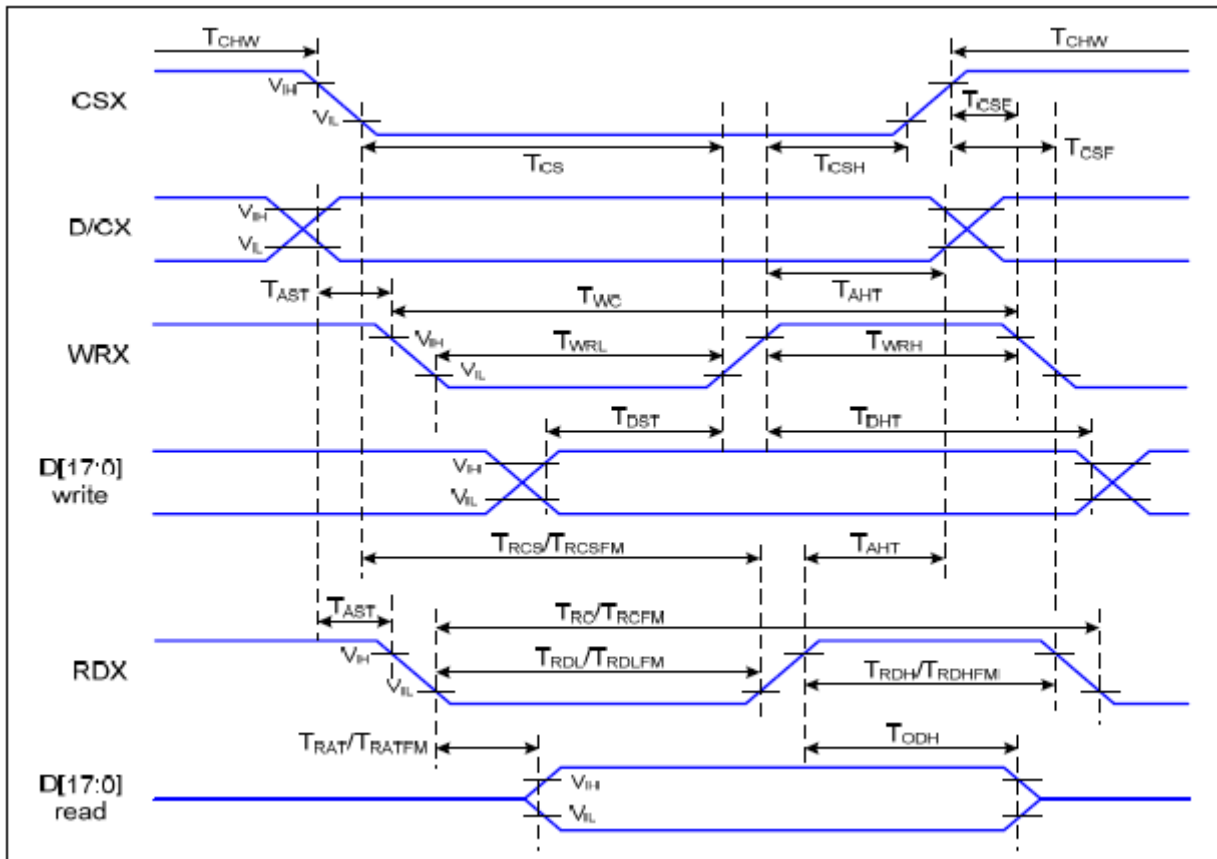 TCHW TCHW
VIH
CSX
VIL
TCSF
TCS TCSH TCSF
VIH
D/CX
VIL
TAST TWC TAHT
VIH
WRX TWRL TWRH
VIL
TDST TDHT
D[17:0] VIH
write VIL
TRCS/TRCSFM TAHT
TAST TRC/TRCFM
RDX VIH
TRDL/TRDLFM TRDH/TRDHFM
VIL
TRAT/TRATFM TODH
D[17:0] VIH
read VIL